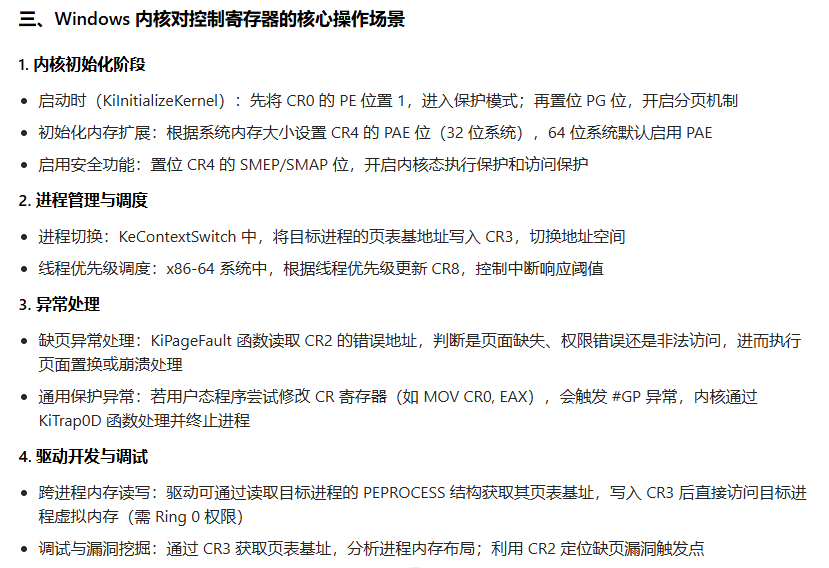 三、Windows 内核对控制寄存器的核心操作场景
1. 内核初始化阶段
• 启动时（KiInitializeKernel）：先将 CR0 的 PE 位置 1，进入保护模式；再置位 PG 位，开启分页机制
• 初始化内存扩展：根据系统内存大小设置 CR4 的 PAE 位（32 位系统），64 位系统默认启用 PAE
• 启用安全功能：置位 CR4 的 SMEP/SMAP 位，开启内核态执行保护和访问保护
2. 进程管理与调度
• 进程切换：KeContextSwitch 中，将目标进程的页表基地址写入 CR3，切换地址空间
• 线程优先级调度：x86-64 系统中，根据线程优先级更新 CR8，控制中断响应阈值
3. 异常处理
• 缺页异常处理：KiPageFault 函数读取 CR2 的错误地址，判断是页面缺失、权限错误还是非法访问，进而执行
页面置换或崩溃处理
• 通用保护异常：若用户态程序尝试修改 CR 寄存器（如 MOV CR0, EAX），会触发 #GP 异常，内核通过
KiTrap0D 函数处理并终止进程
4. 驱动开发与调试
• 跨进程内存读写：驱动可通过读取目标进程的 PEPROCESS 结构获取其页表基址，写入 CR3 后直接访问目标进
程虚拟内存（需 Ring 0 权限）
• 调试与漏洞挖掘：通过 CR3 获取页表基址，分析进程内存布局；利用 CR2 定位缺页漏洞触发点